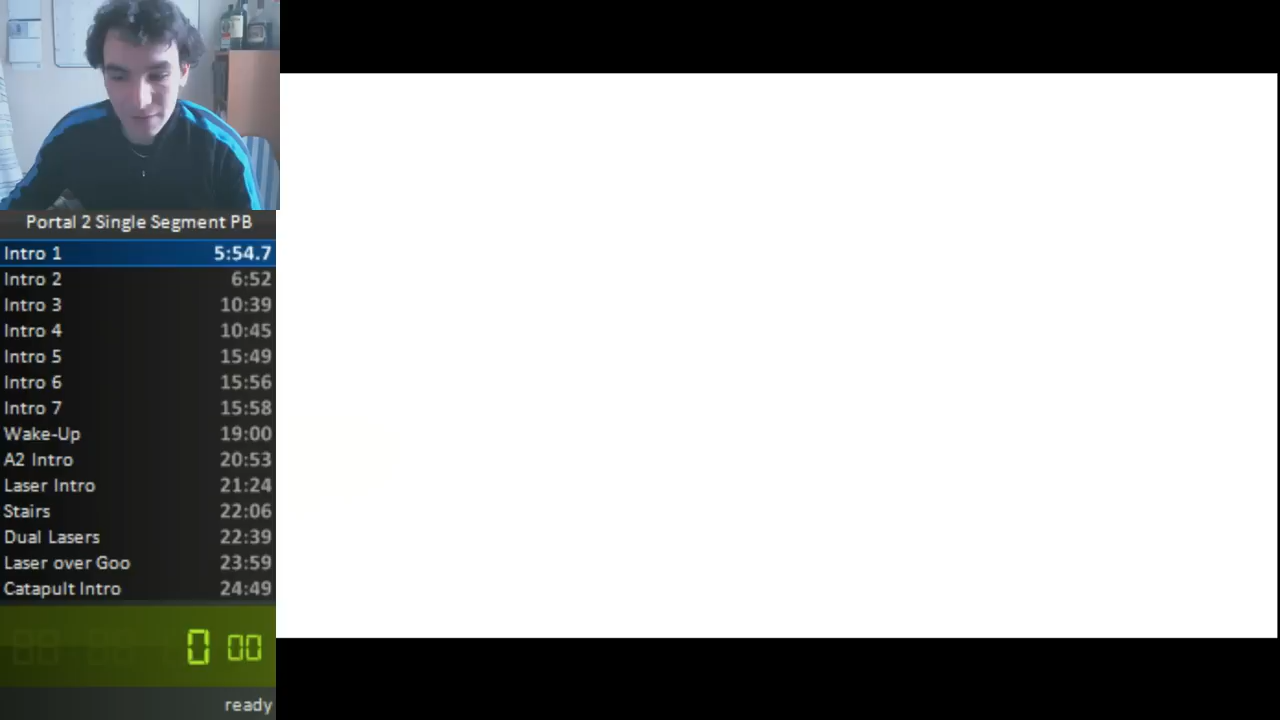 Portal 2 Single Segment PB
Intro 1 5:54.7
Intro 2 6:52
Intro 3 10:39
Intro 4 10:45
Intro 5 15:49
Intro 6 15:56
Intro 7 15:58
Wake-Up 19:00
A2 Intro 20:53
Laser Intro 21:24
Stairs 22:06
Dual Lasers 22:39
Laser over Goo 23:59
Catapult Intro 24:49
0 00
ready